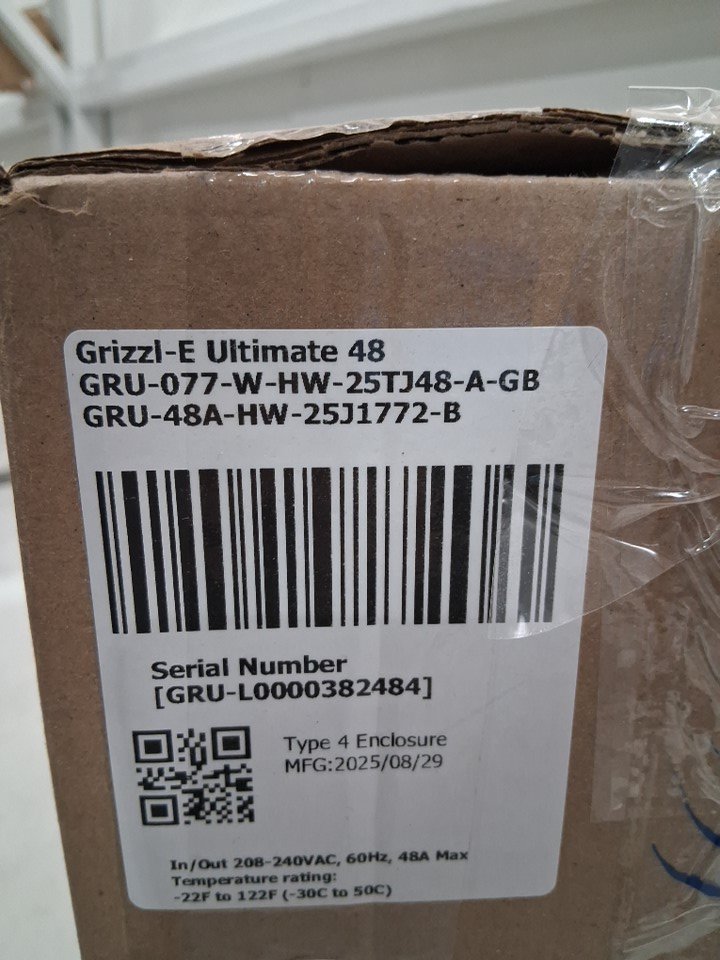 Grizzl-E Ultimate 48
GRU-077-W-HW-25TJ48-A-GB
GRU-48A-HW-25J1772-B
Serial Number
[GRU-L0000382484]
Type 4 Enclosure
MFG:2025/08/29
In/Out 208-240VAC, 60Hz, 48A Max
Temperature rating:
-22F to 122F (-30C to 50C)